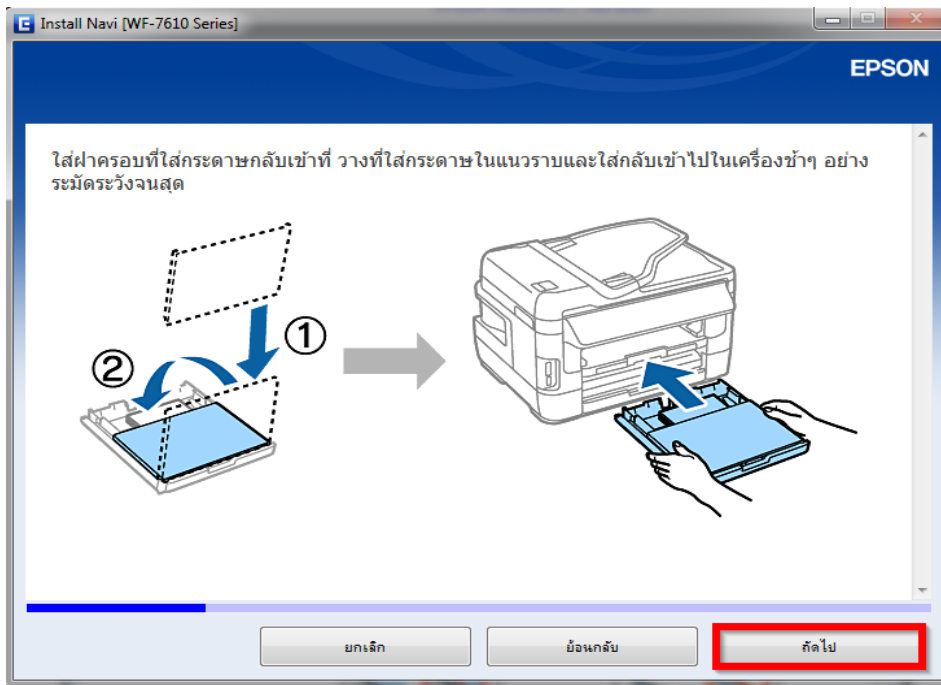 Install Navi [WF-7610 Series]
EPSON
ใส่ฝาครอบที่ใส่กระดาษกลับเข้าที่ วางที่ใส่กระดาษในแนวราบและใส่กลับเข้าไปในเครื่องช้าๆ อย่าง
ระมัดระวังจนสุด
①
②
ยกเลิก
ย้อนกลับ
ถัดไป